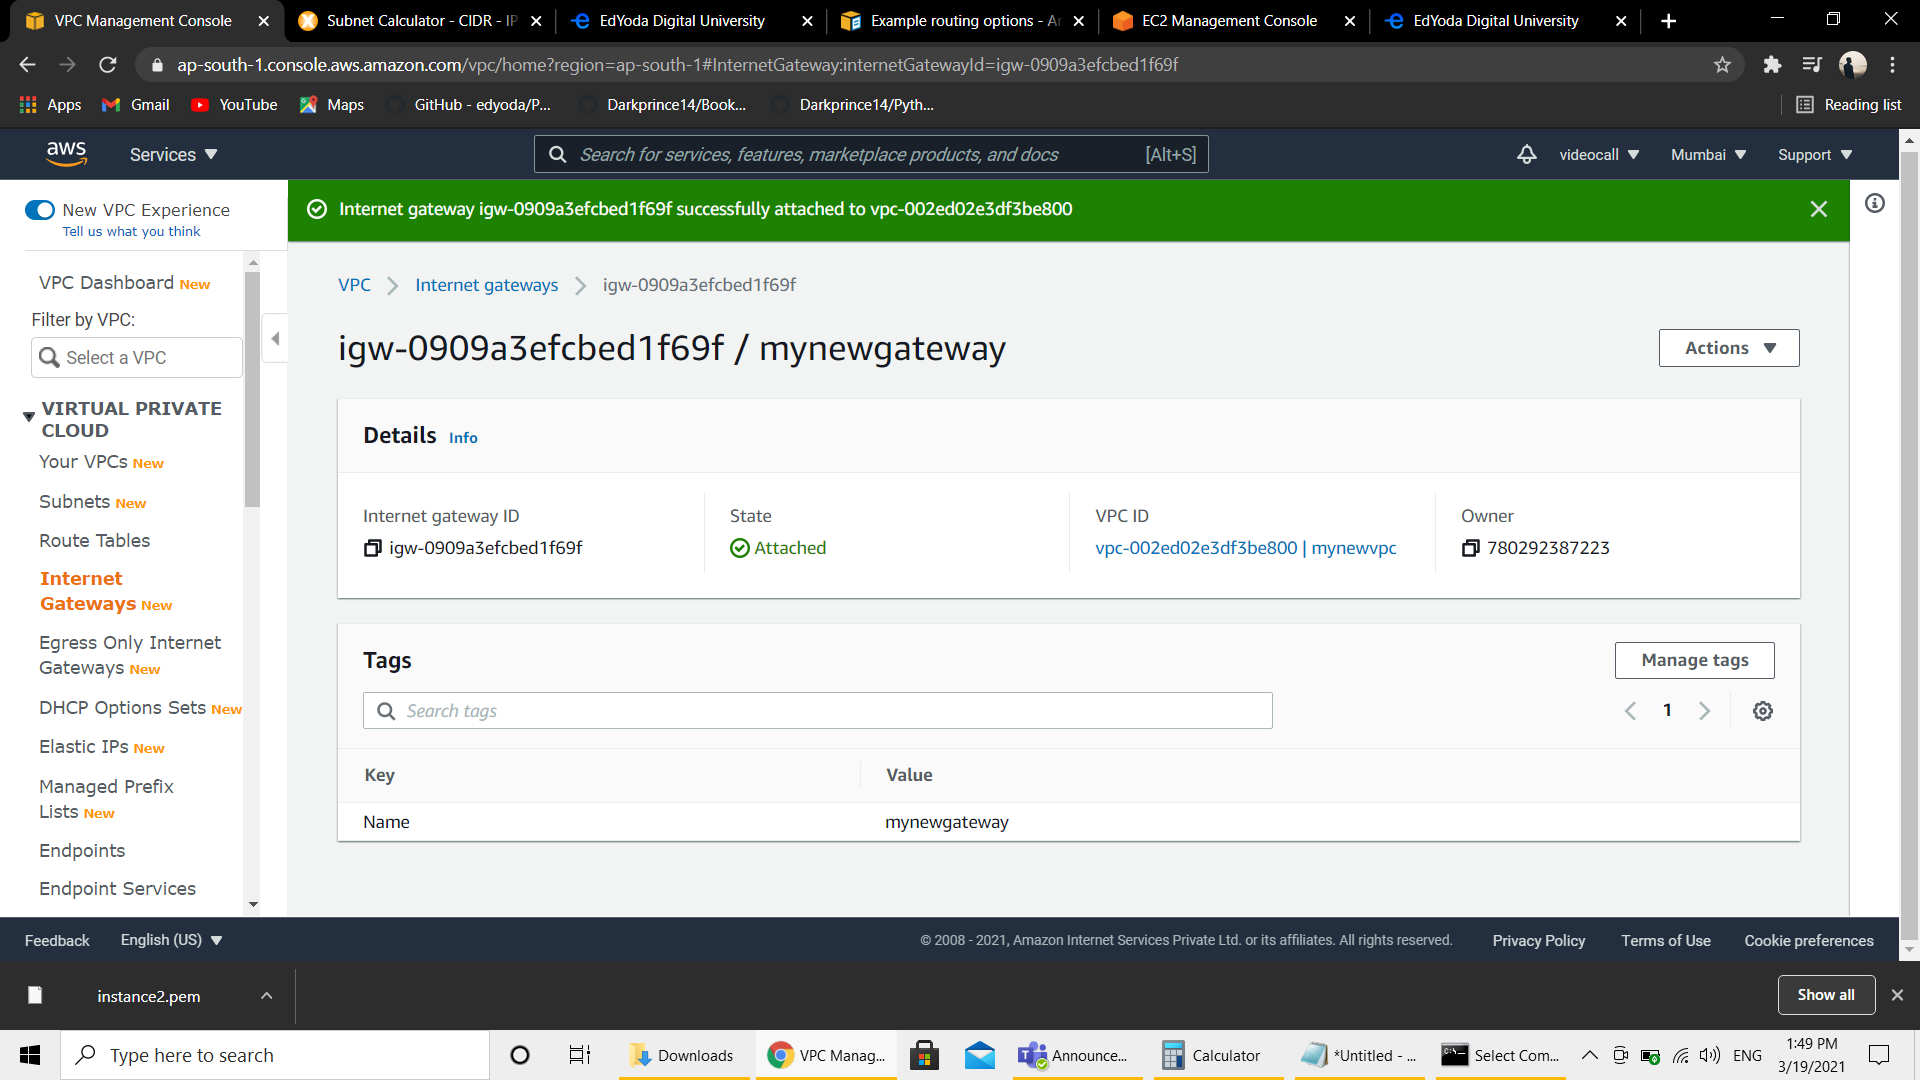 VPC Management Console
Subnet Calculator - CIDR - IP
EdYoda Digital University
Example routing options - Am
EC2 Management Console
EdYoda Digital University
ap-south-1.console.aws.amazon.com/vpc/home?region=ap-south-1#InternetGateway:internetGatewayId=igw-0909a3efcbed1f69f
Apps
Gmail
YouTube
Maps
GitHub - edyoda/P...
Darkprince14/Book...
Darkprince14/Pyth...
Reading list
aws
Services
Search for services, features, marketplace products, and docs
[Alt+S]
videocall
Mumbai
Support
New VPC Experience
Tell us what you think
Internet gateway igw-0909a3efcbed1f69f successfully attached to vpc-002ed02e3df3be800
VPC Dashboard New
Filter by VPC:
Select a VPC
VIRTUAL PRIVATE
CLOUD
Your VPCs New
Subnets New
Route Tables
Internet
Gateways New
Egress Only Internet
Gateways New
DHCP Options Sets New
Elastic IPs New
Managed Prefix
Lists New
Endpoints
Endpoint Services
VPC
Internet gateways
igw-0909a3efcbed1f69f
igw-0909a3efcbed1f69f / mynewgateway
Actions
Details Info
Internet gateway ID
igw-0909a3efcbed1f69f
State
Attached
VPC ID
vpc-002ed02e3df3be800 | mynewvpc
Owner
780292387223
Tags
Manage tags
Search tags
1
Key
Value
Name
mynewgateway
Feedback
English (US)
© 2008 - 2021, Amazon Internet Services Private Ltd. or its affiliates. All rights reserved.
Privacy Policy
Terms of Use
Cookie preferences
instance2.pem
Show all
Type here to search
Downloads
VPC Manag...
Announce...
Calculator
*Untitled - ...
Select Com...
ENG
1:49 PM
3/19/2021